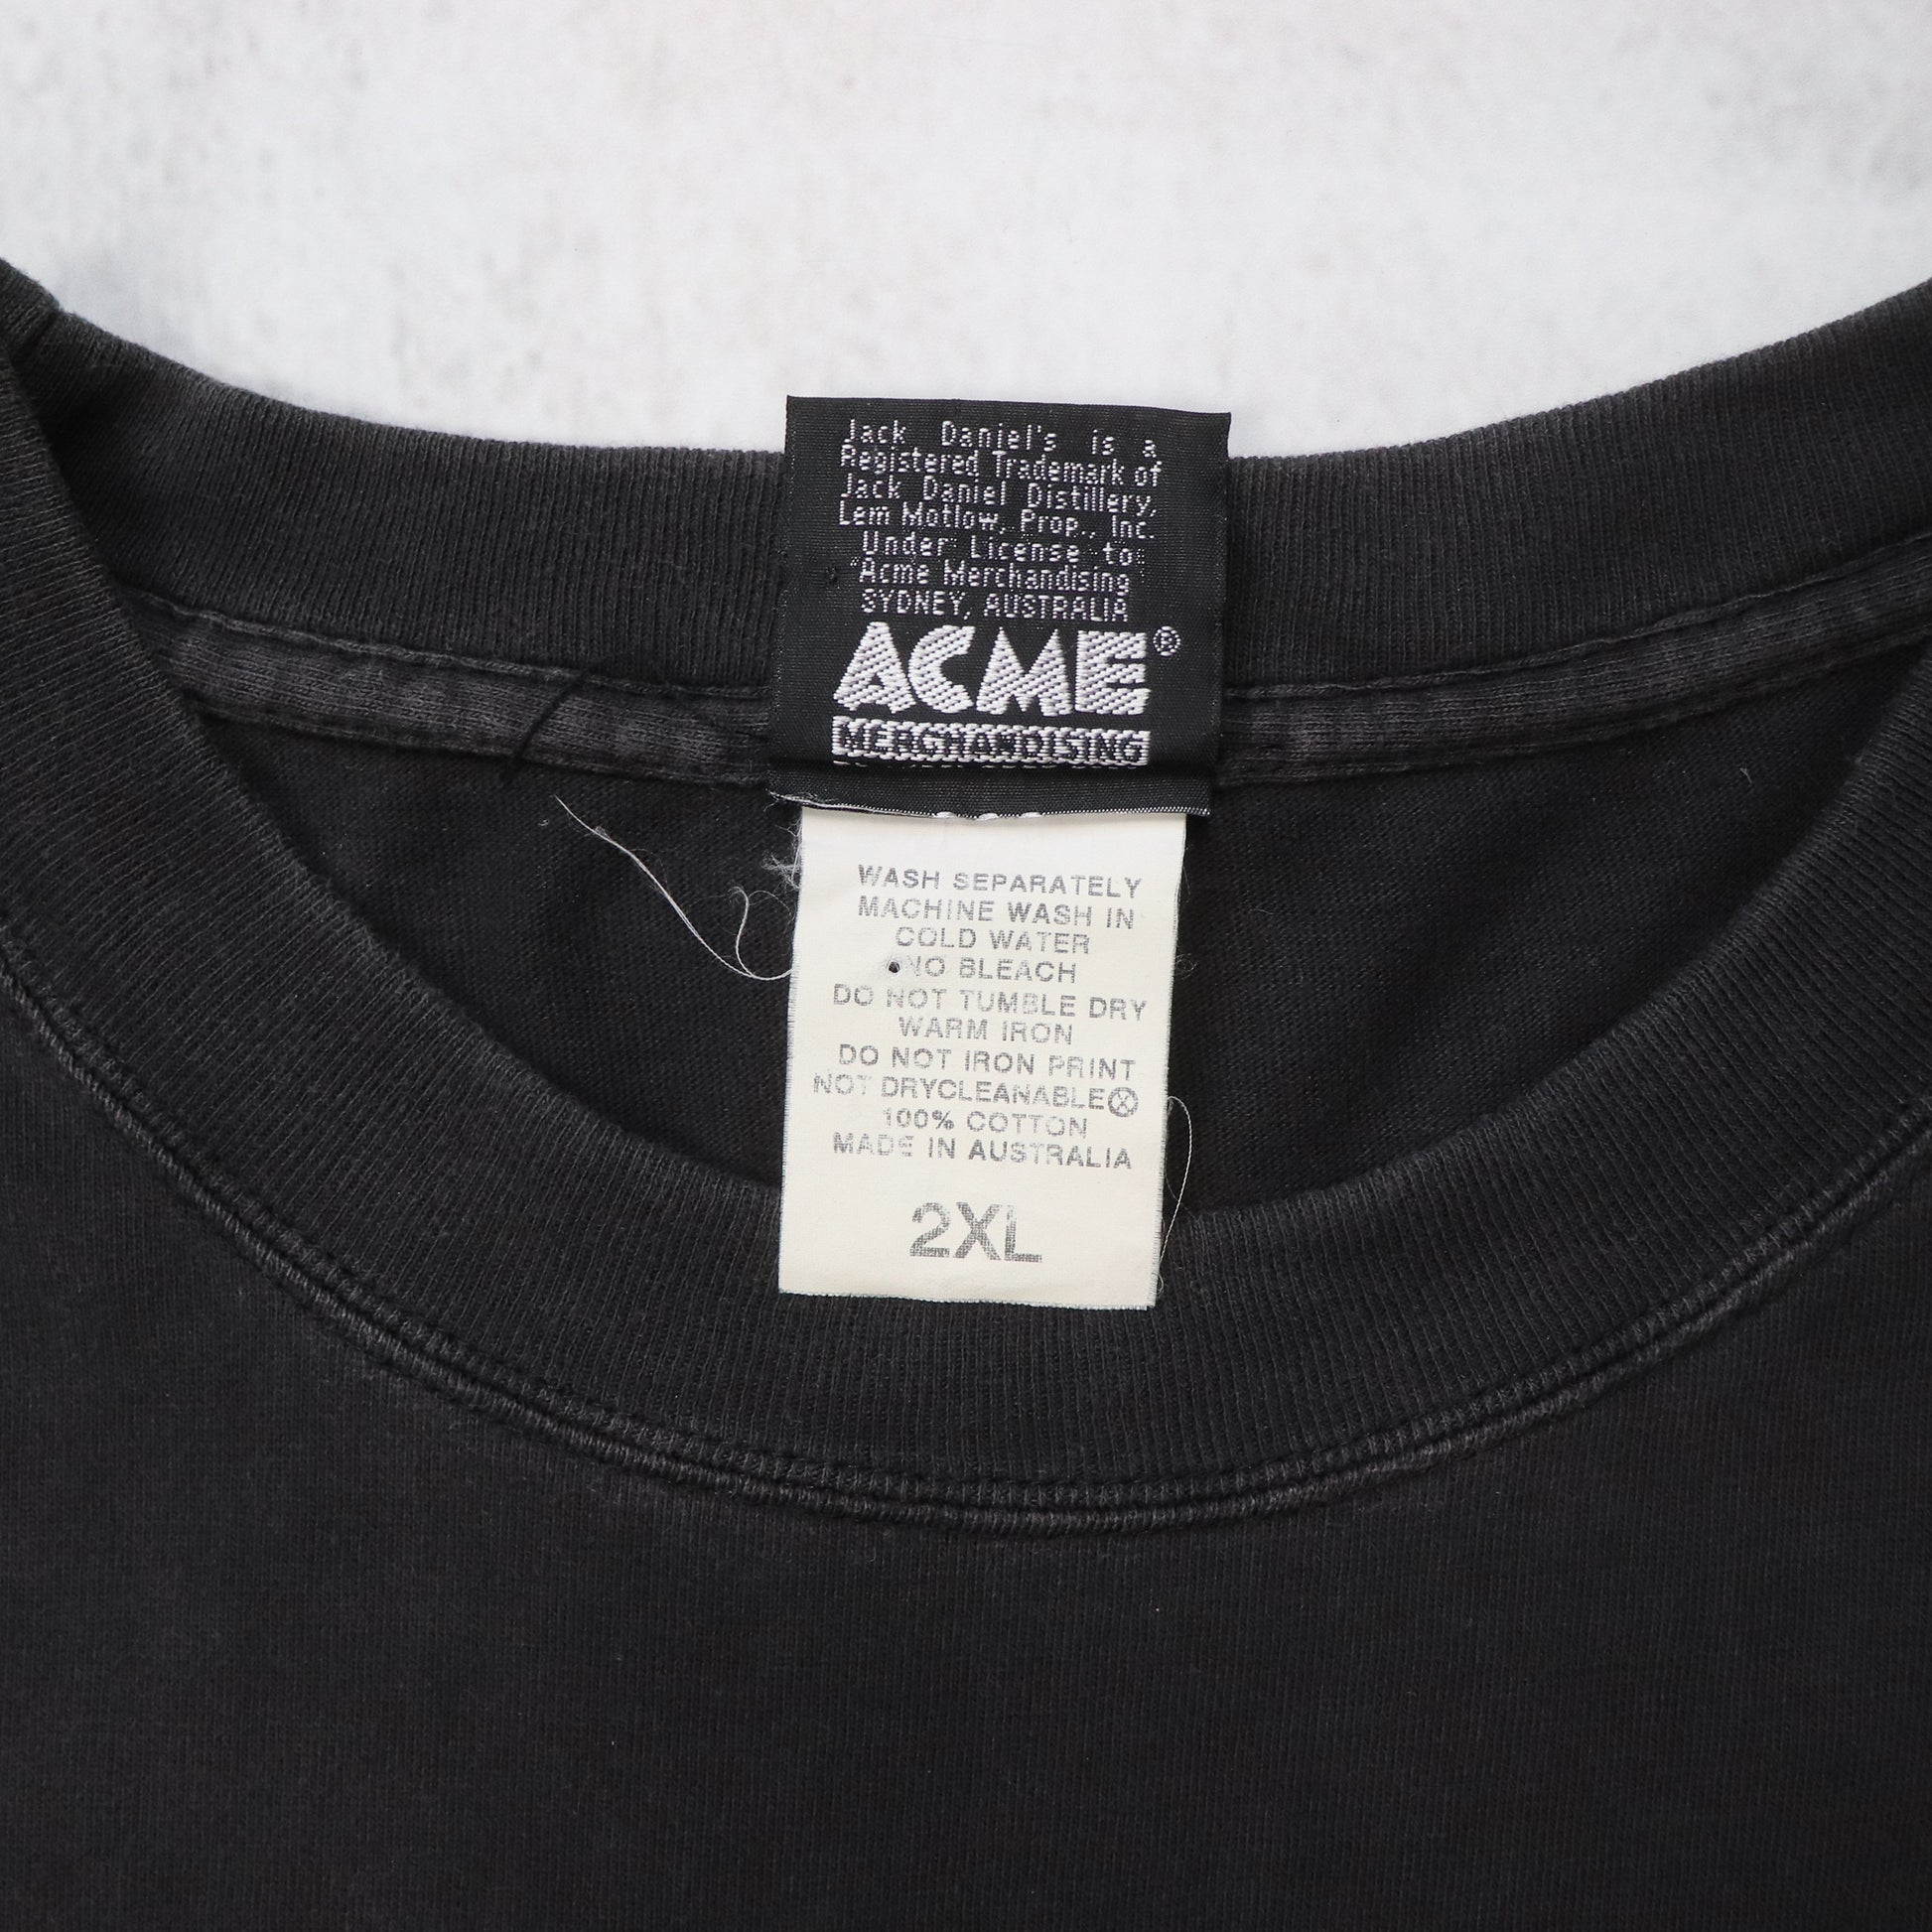 Jack Daniel's is a
Registered Trademark of
Jack Daniel Distillery,
Lem Motlow, Prop., Inc.
Under License to
Acme Merchandising
SYDNEY, AUSTRALIA
ACME®
MERCHANDISING
WASH SEPARATELY
MACHINE WASH IN
COLD WATER
NO BLEACH
DO NOT TUMBLE DRY
WARM IRON
DO NOT IRON PRINT
NOT DRYCLEANABLE Ⓧ
100% COTTON
MADE IN AUSTRALIA
2XL